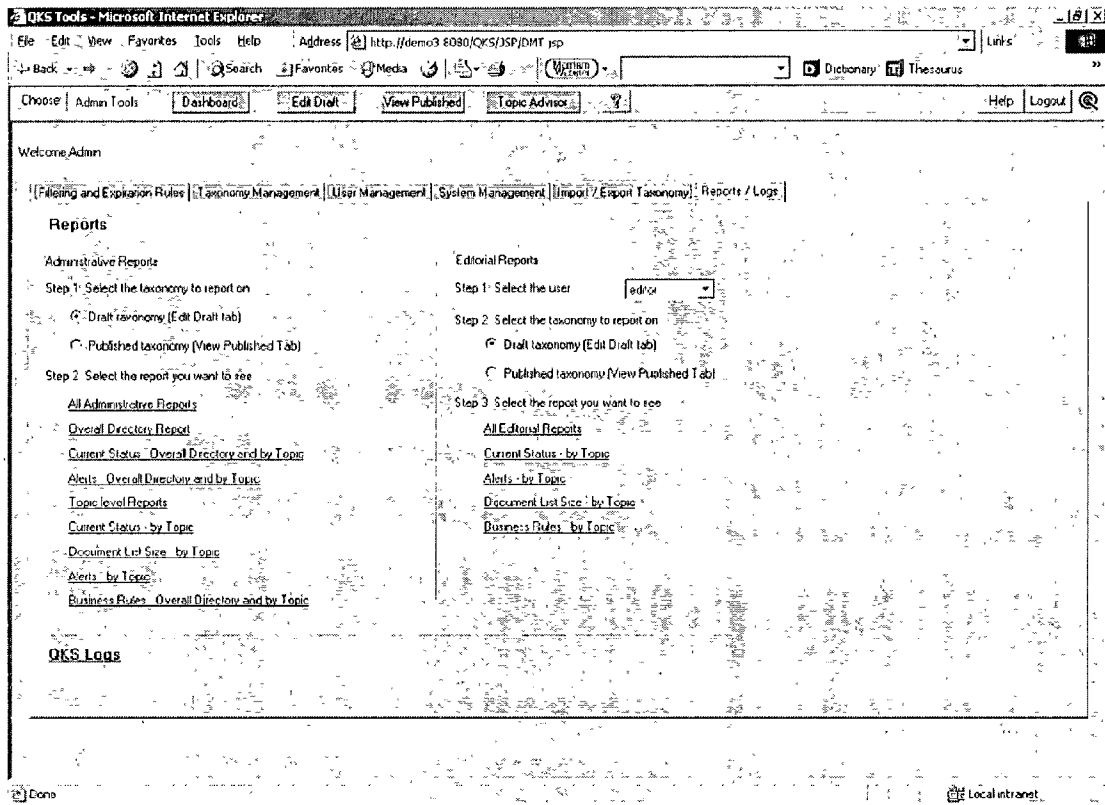 QKS Tools - Microsoft Internet Explorer
File Edit View Favorites Tools Help Address http://demo3 8080/QKS/JSP/DMT jsp Links
Back Search Favorites Media Dictionary Thesaurus »
Choose Admin Tools Dashboard Edit Draft View Published Topic Advisor ? Help Logout
Welcome, Admin
Filtering and Expiration Rules Taxonomy Management User Management System Management Import / Export Taxonomy Reports / Logs
Reports
Administrative Reports
Step 1: Select the taxonomy to report on
Draft taxonomy (Edit Draft tab)
Published taxonomy (View Published Tab)
Step 2 Select the report you want to see
All Administrative Reports
Overall Directory Report
Current Status - Overall Directory and by Topic
Alerts - Overall Directory and by Topic
Topic level Reports
Current Status - by Topic
Document List Size - by Topic
Alerts - by Topic
Business Rules - Overall Directory and by Topic
Editorial Reports
Step 1: Select the user editor
Step 2 Select the taxonomy to report on
Draft taxonomy (Edit Draft tab)
Published taxonomy (View Published Tab)
Step 3 Select the report you want to see
All Editorial Reports
Current Status - by Topic
Alerts - by Topic
Document List Size - by Topic
Business Rules - by Topic
QKS Logs
Done Local intranet